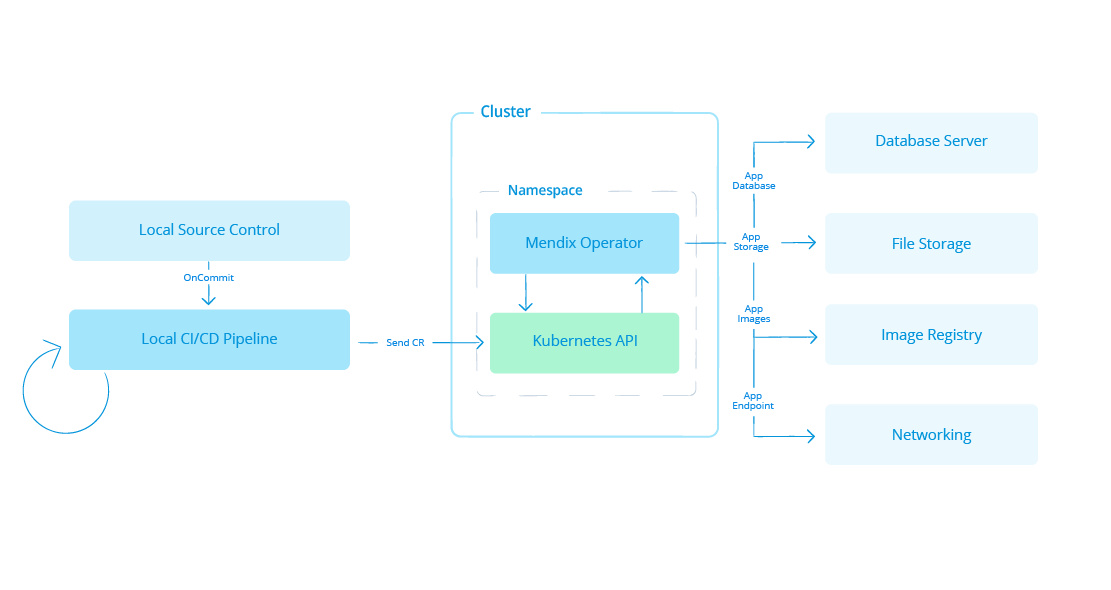 Cluster
Database Server
App
Database
Namespace
Local Source Control
Mendix Operator
App
Storage
File Storage
OnCommit
App
Images
Local CI/CD Pipeline
Send CR
Kubernetes API
Image Registry
App
Endpoint
Networking